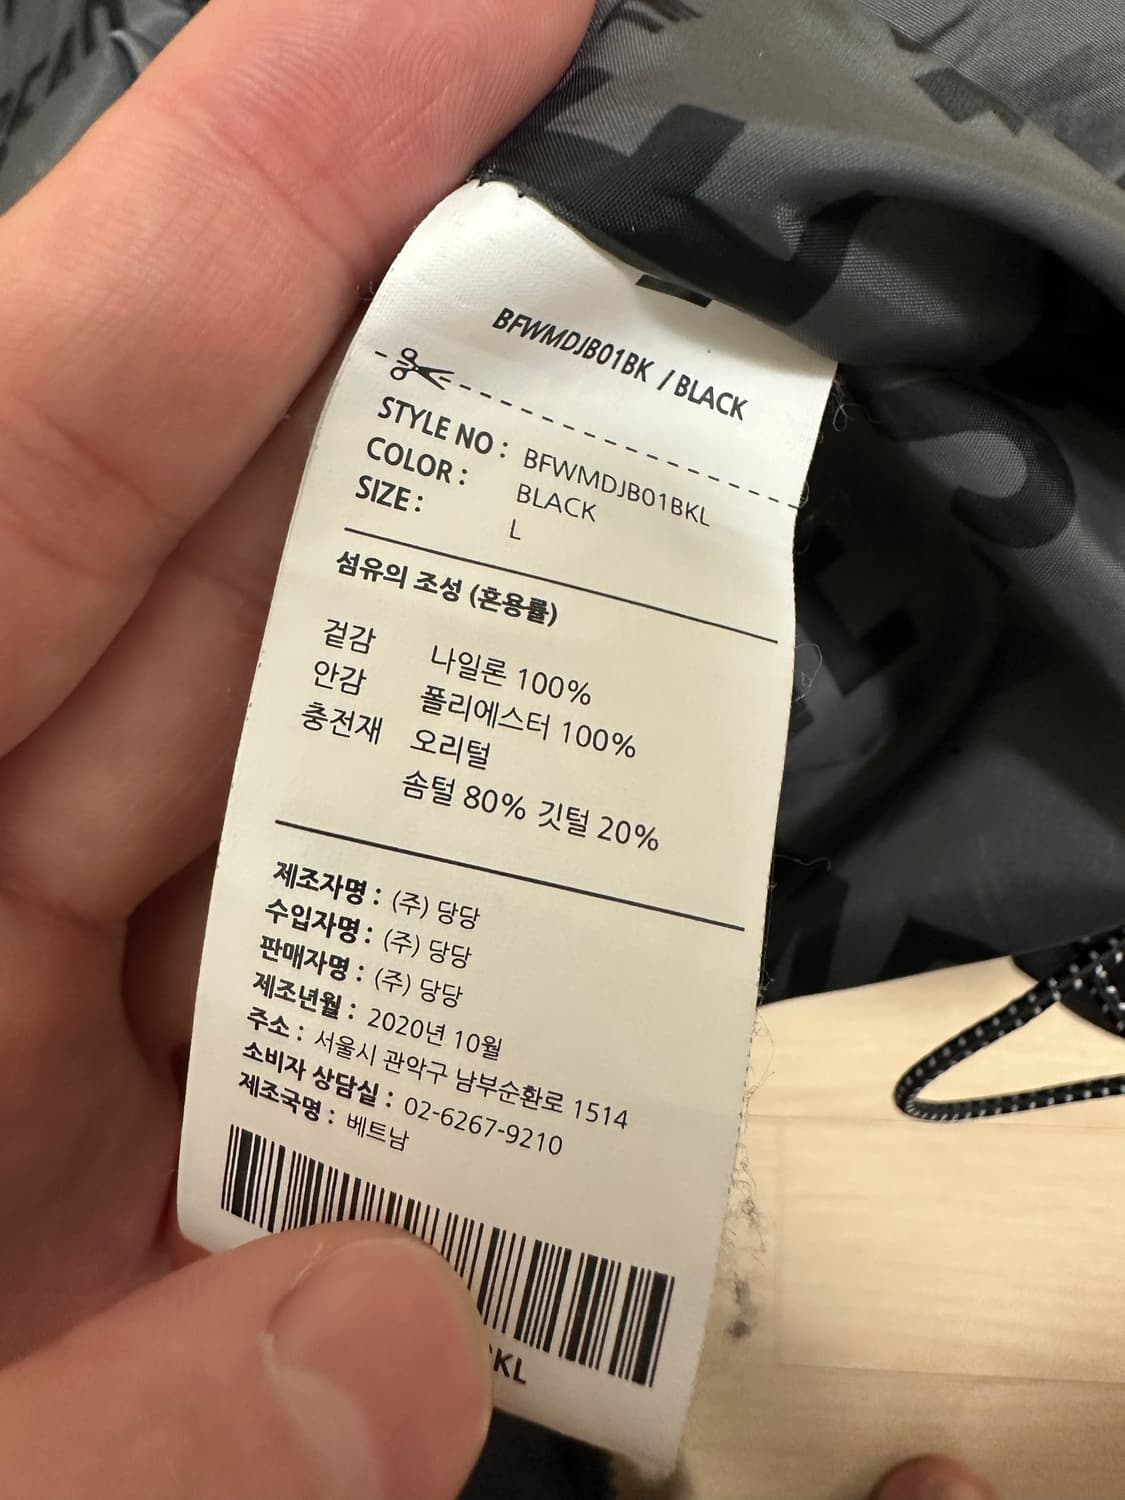 BFWMDJB01BK / BLACK
STYLE NO : BFWMDJB01BKL
COLOR : BLACK
SIZE : L
섬유의 조성 (혼용률)
겉감 나일론 100%
안감 폴리에스터 100%
충전재 오리털
솜털 80% 깃털 20%
제조자명 : (주) 당당
수입자명 : (주) 당당
판매자명 : (주) 당당
제조년월 : 2020년 10월
주소 : 서울시 관악구 남부순환로 1514
소비자 상담실 : 02-6267-9210
제조국명 : 베트남
KL